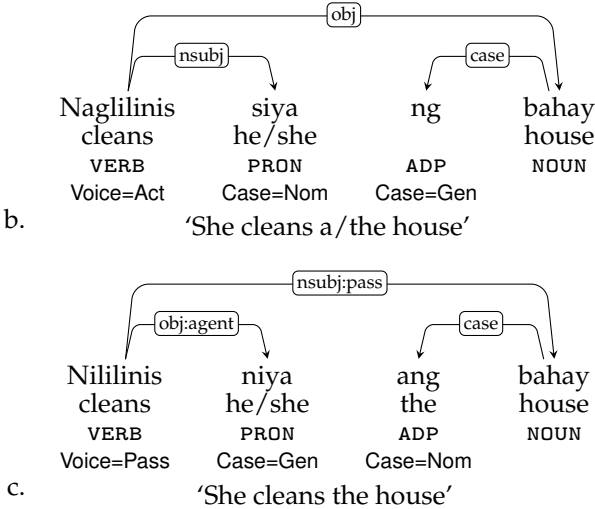 obj
nsubj case
Naglilinis siya ng bahay
cleans he/she house
VERB PRON ADP NOUN
Voice=Act Case=Nom Case=Gen
b. ‘She cleans a/the house’
nsubj:pass
obj:agent case
Nililinis niya ang bahay
cleans he/she the house
VERB PRON ADP NOUN
Voice=Pass Case=Gen Case=Nom
c. ‘She cleans the house’